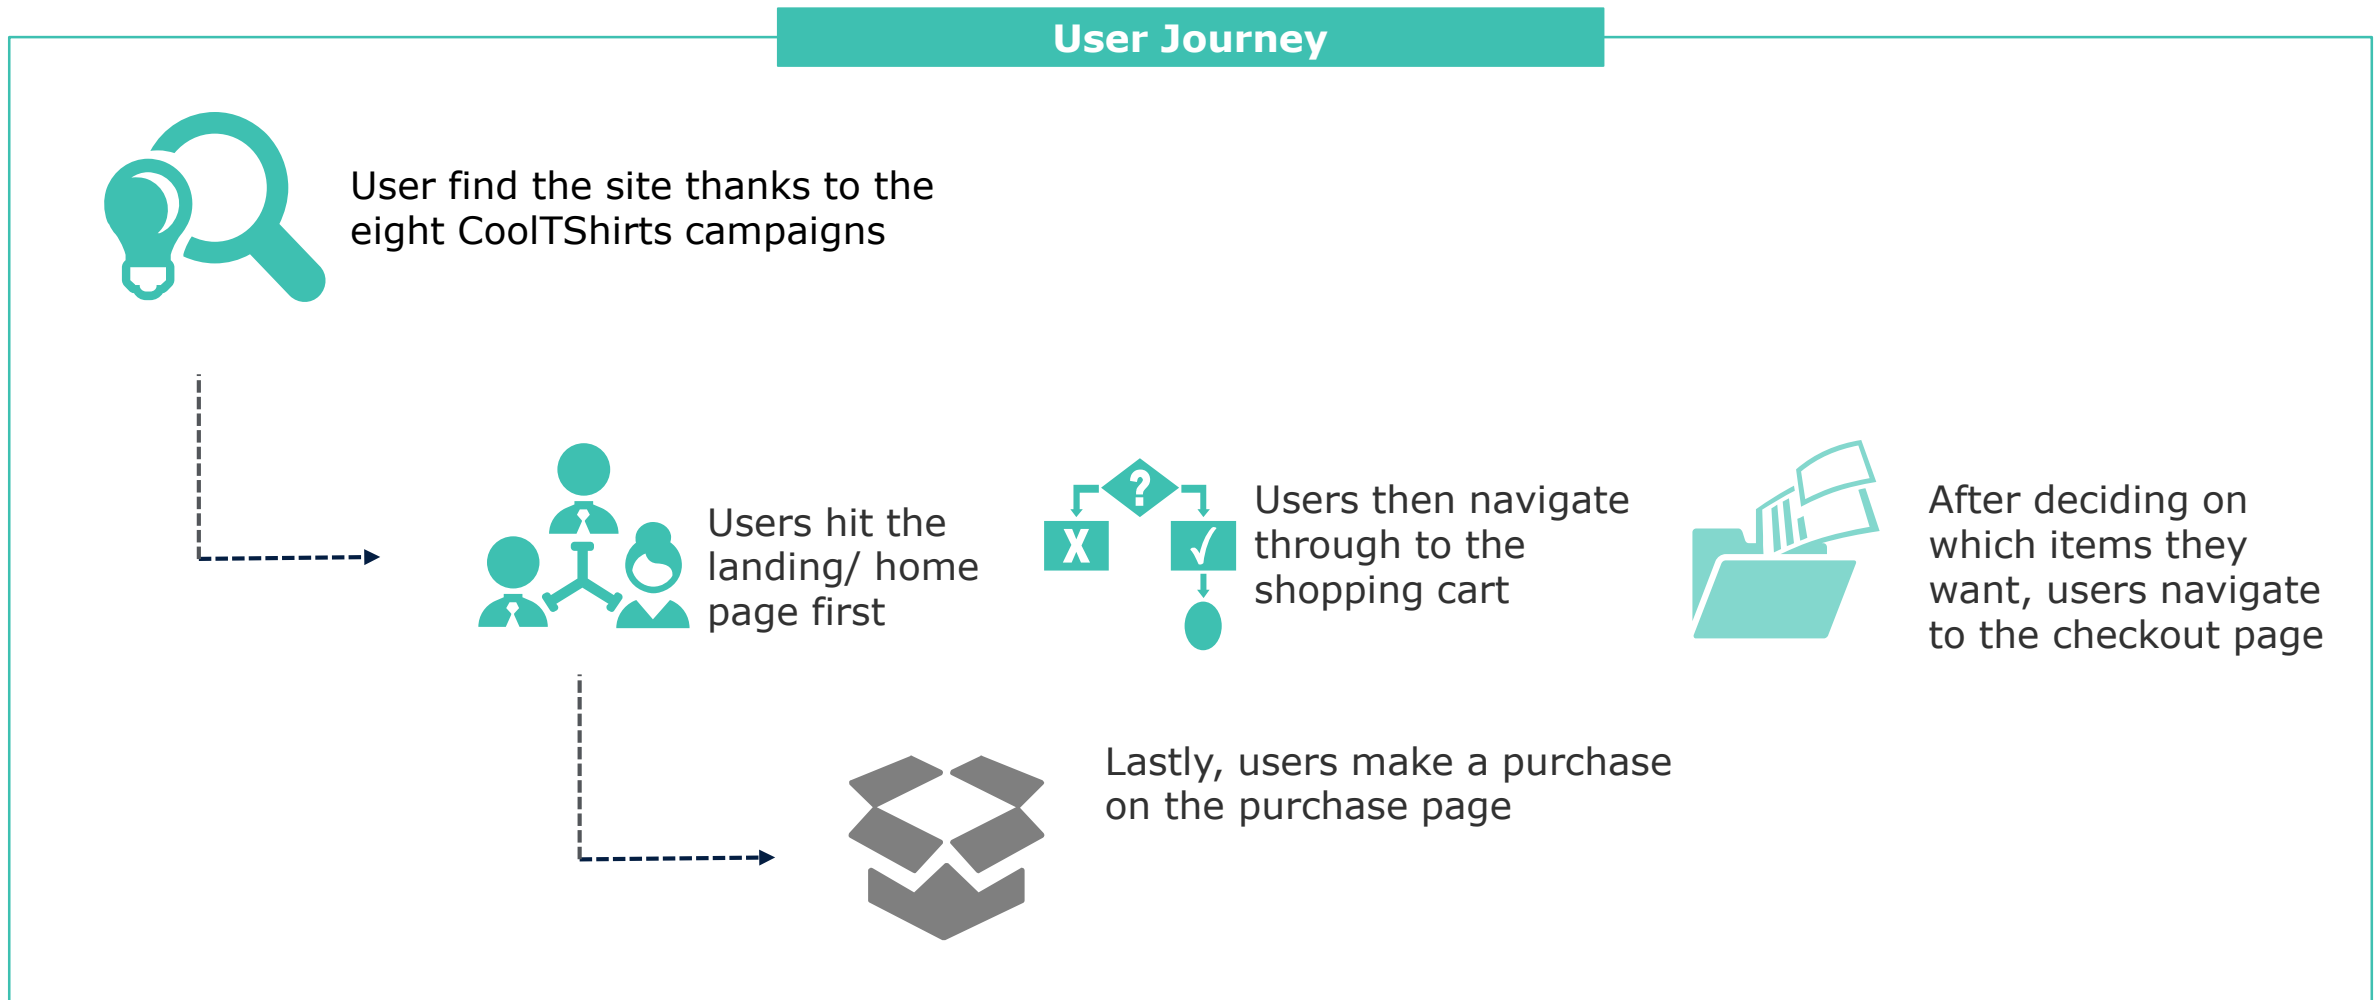 User Journey
User find the site thanks to the
eight CoolTShirts campaigns
Users hit the
landing/ home
page first
?
X
✓
Users then navigate
through to the
shopping cart
After deciding on
which items they
want, users navigate
to the checkout page
Lastly, users make a purchase
on the purchase page